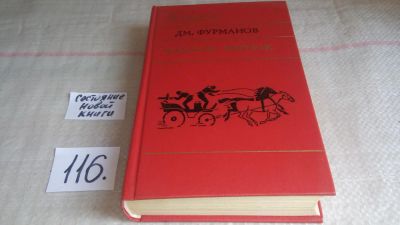 ДМ. ФУРМАНОВ
состояние
новой
книги
116.